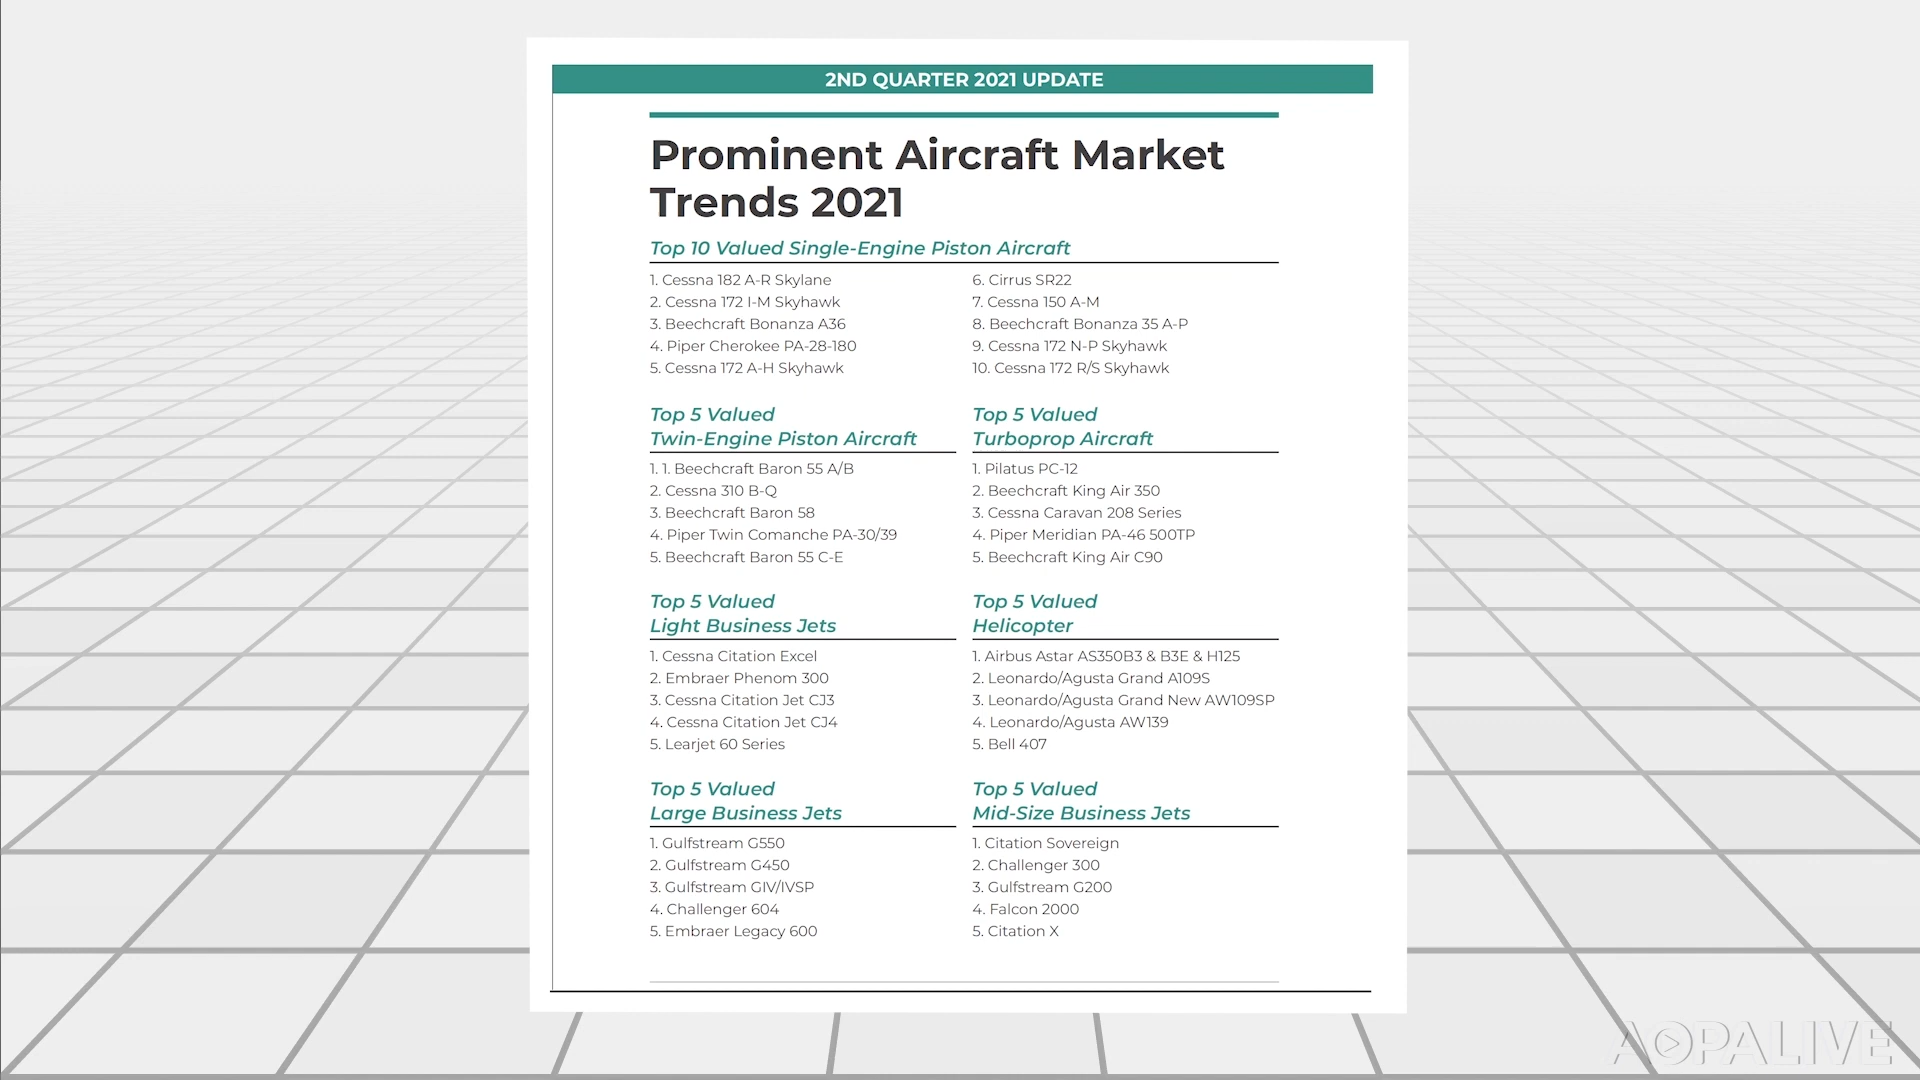 2ND QUARTER 2021 UPDATE
Prominent Aircraft Market
Trends 2021
Top 10 Valued Single-Engine Piston Aircraft
1. Cessna 182 A-R Skylane
2. Cessna 172 I-M Skyhawk
3. Beechcraft Bonanza A36
4. Piper Cherokee PA-28-180
5. Cessna 172 A-H Skyhawk
6. Cirrus SR22
7. Cessna 150 A-M
8. Beechcraft Bonanza 35 A-P
9. Cessna 172 N-P Skyhawk
10. Cessna 172 R/S Skyhawk
Top 5 Valued
Twin-Engine Piston Aircraft
1. 1. Beechcraft Baron 55 A/B
2. Cessna 310 B-Q
3. Beechcraft Baron 58
4. Piper Twin Comanche PA-30/39
5. Beechcraft Baron 55 C-E
Top 5 Valued
Turboprop Aircraft
1. Pilatus PC-12
2. Beechcraft King Air 350
3. Cessna Caravan 208 Series
4. Piper Meridian PA-46 500TP
5. Beechcraft King Air C90
Top 5 Valued
Light Business Jets
1. Cessna Citation Excel
2. Embraer Phenom 300
3. Cessna Citation Jet CJ3
4. Cessna Citation Jet CJ4
5. Learjet 60 Series
Top 5 Valued
Helicopter
1. Airbus Astar AS350B3 & B3E & H125
2. Leonardo/Agusta Grand A109S
3. Leonardo/Agusta Grand New AW109SP
4. Leonardo/Agusta AW139
5. Bell 407
Top 5 Valued
Large Business Jets
1. Gulfstream G550
2. Gulfstream G450
3. Gulfstream GIV/IVSP
4. Challenger 604
5. Embraer Legacy 600
Top 5 Valued
Mid-Size Business Jets
1. Citation Sovereign
2. Challenger 300
3. Gulfstream G200
4. Falcon 2000
5. Citation X
AOPALIVE